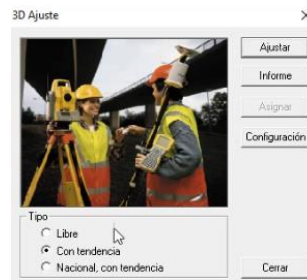 3D Ajuste
Ajustar
Informe
Asignar
Configuración
Tipo
Libre
Con tendencia
Nacional, con tendencia
Cerrar